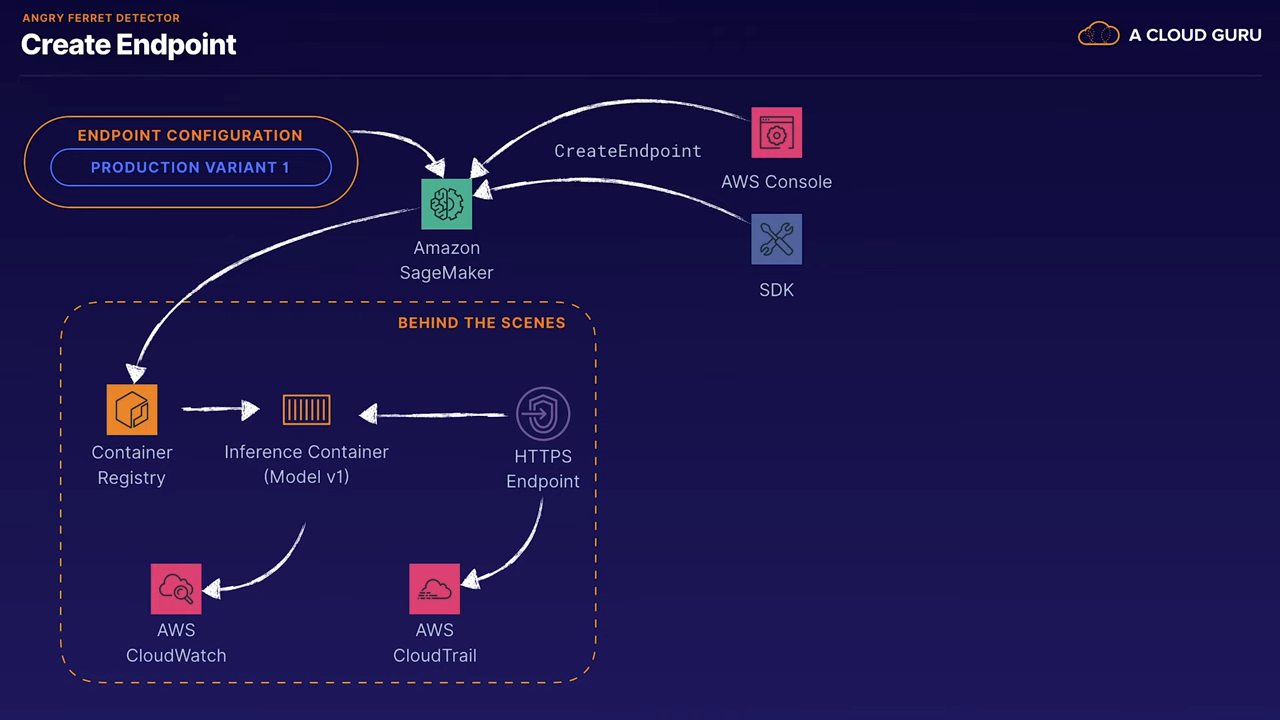 ANGRY FERRET DETECTOR
Create Endpoint
A CLOUD GURU
ENDPOINT CONFIGURATION
PRODUCTION VARIANT 1
CreateEndpoint
AWS Console
Amazon
SageMaker
SDK
BEHIND THE SCENES
Container
Registry
Inference Container
(Model v1)
HTTPS
Endpoint
AWS
CloudWatch
AWS
CloudTrail